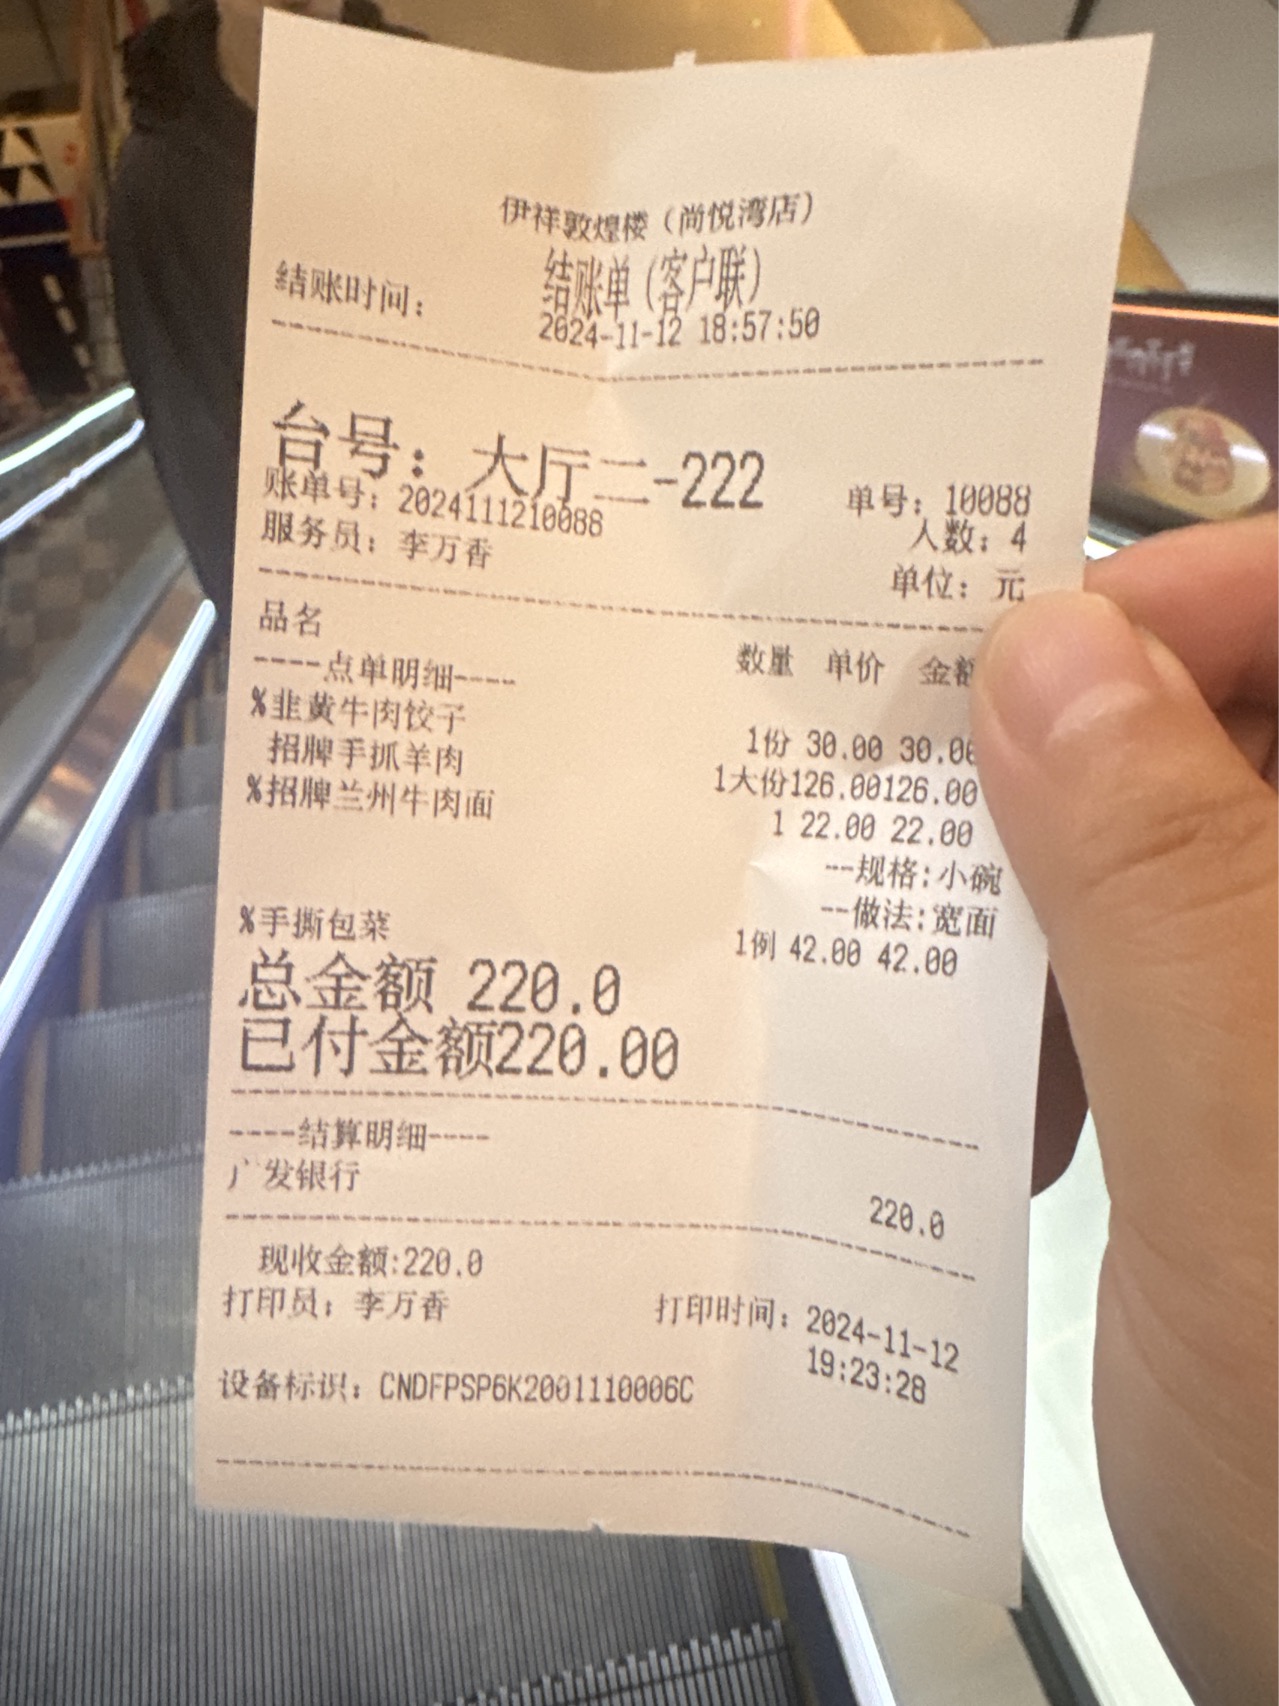 伊祥敦煌楼（尚悦湾店）
结账单(客户联)
结账时间： 2024-11-12 18:57:50
台号：大厅二-222
账单号：2024111210088 单号：10088
服务员：李万香 人数：4
单位：元
品名 数量 单价 金额
----点单明细----
%韭黄牛肉饺子 1份 30.00 30.00
招牌手抓羊肉 1大份126.00126.00
%招牌兰州牛肉面 1 22.00 22.00
--规格:小碗
--做法:宽面
%手撕包菜 1例 42.00 42.00
总金额 220.0
已付金额220.00
----结算明细----
广发银行 220.0
现收金额:220.0
打印员：李万香 打印时间：2024-11-12
19:23:28
设备标识：CNDFPSP6K2001110006C